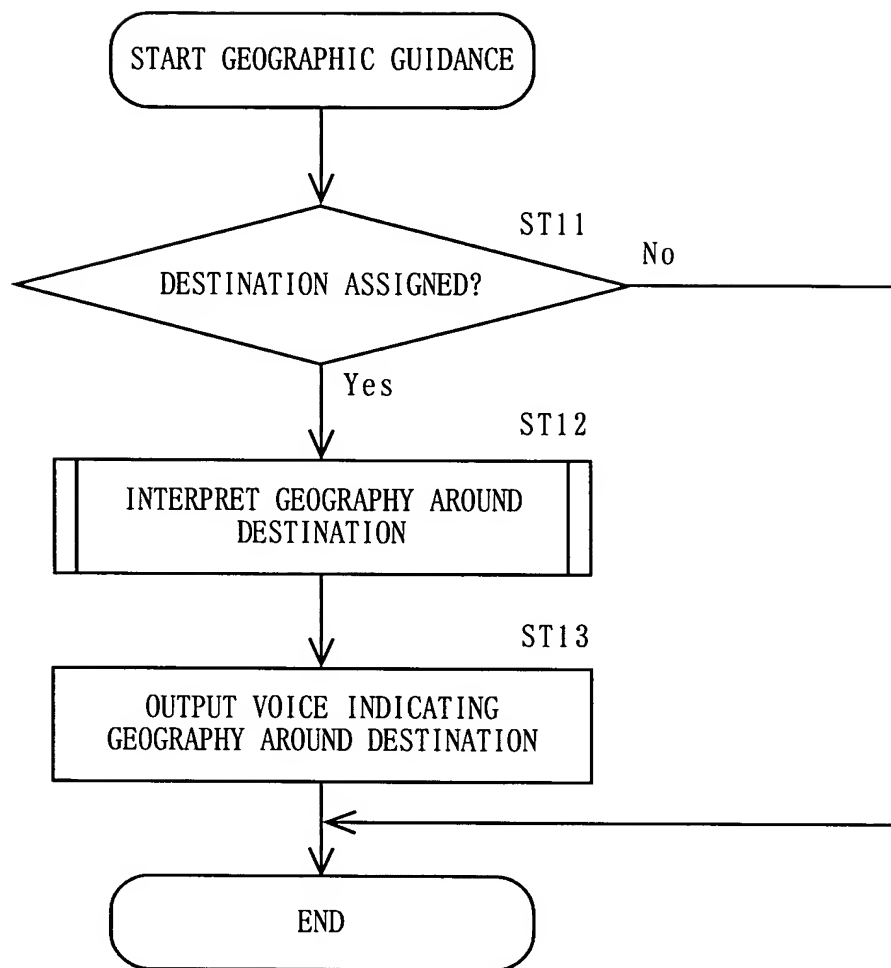 START GEOGRAPHIC GUIDANCE
ST11
No
DESTINATION ASSIGNED?
Yes
ST12
INTERPRET GEOGRAPHY AROUND
DESTINATION
ST13
OUTPUT VOICE INDICATING
GEOGRAPHY AROUND DESTINATION
END